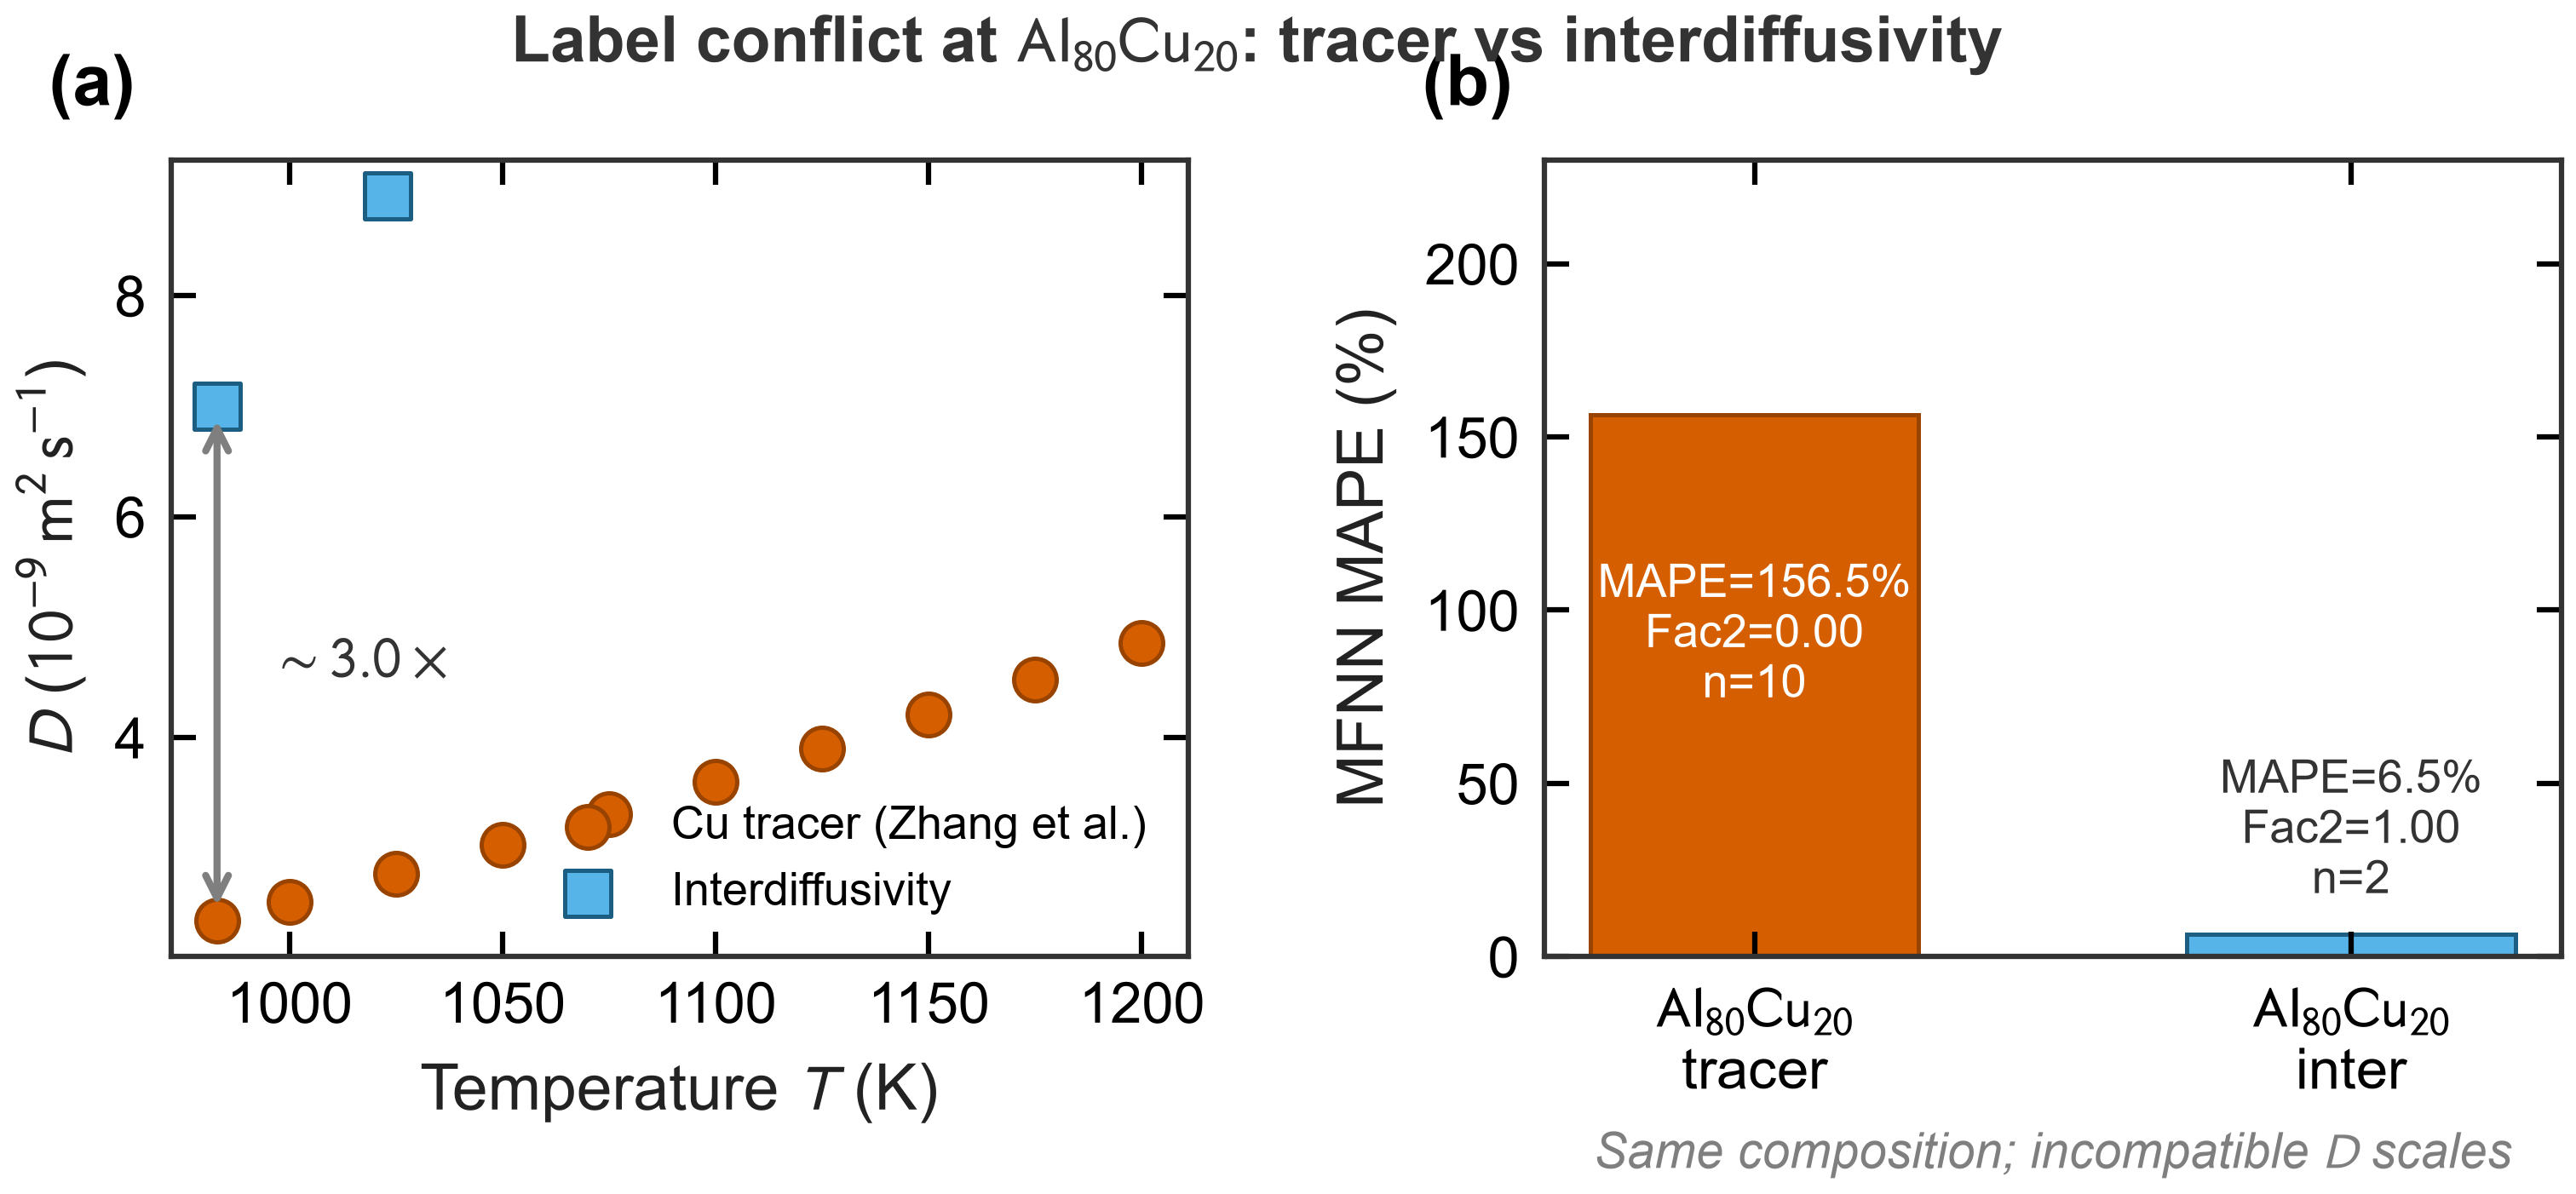 Label conflict at Al₈₀Cu₂₀: tracer vs interdiffusivity
(a)
8
6
4
D (10⁻⁹ m² s⁻¹)
~ 3.0 ×
Cu tracer (Zhang et al.)
Interdiffusivity
1000 1050 1100 1150 1200
Temperature T (K)
(b)
200
150
100
50
0
MFNN MAPE (%)
MAPE=156.5%
Fac2=0.00
n=10
MAPE=6.5%
Fac2=1.00
n=2
Al₈₀Cu₂₀
tracer
Al₈₀Cu₂₀
inter
Same composition; incompatible D scales